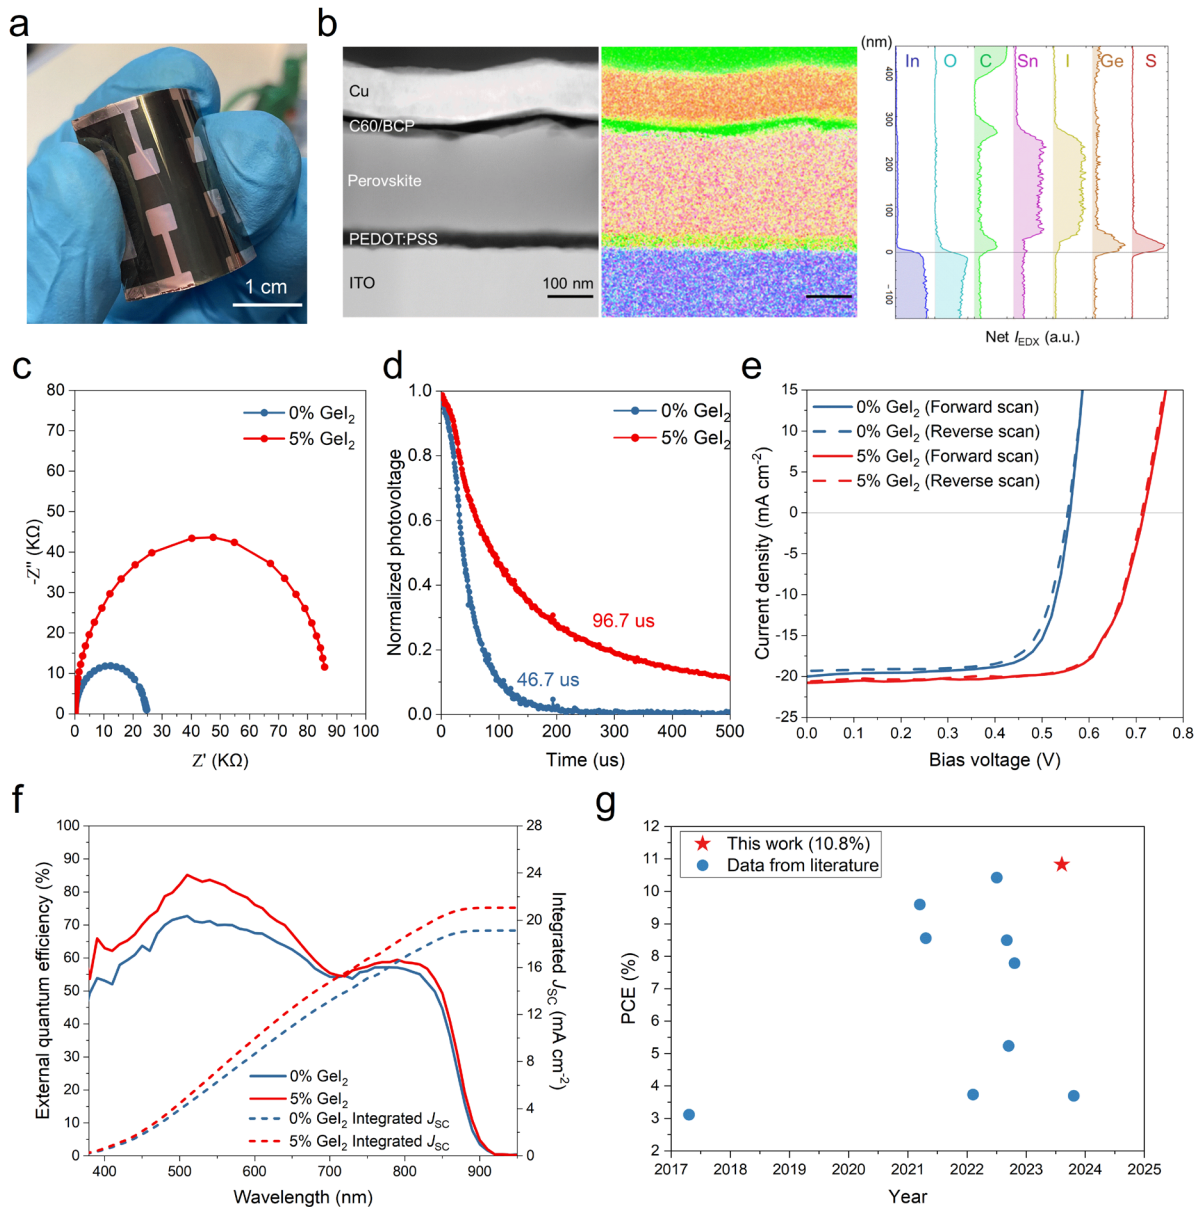 a
1 cm
b
Cu
C60/BCP
Perovskite
PEDOT:PSS
ITO
100 nm
(nm)
In O C Sn I Ge S
400
300
200
100
0
−100
Net I_EDX (a.u.)
c
80
70
60
50
40
30
20
10
0
-Z'' (KΩ)
0% GeI₂
5% GeI₂
0 10 20 30 40 50 60 70 80 90 100
Z' (KΩ)
d
1.0
0.8
0.6
0.4
0.2
0.0
Normalized photovoltage
0% GeI₂
5% GeI₂
96.7 us
46.7 us
0 100 200 300 400 500
Time (us)
e
15
10
5
0
-5
-10
-15
-20
-25
Current density (mA cm⁻²)
0% GeI₂ (Forward scan)
0% GeI₂ (Reverse scan)
5% GeI₂ (Forward scan)
5% GeI₂ (Reverse scan)
0.0 0.1 0.2 0.3 0.4 0.5 0.6 0.7 0.8
Bias voltage (V)
f
100
90
80
70
60
50
40
30
20
10
0
External quantum efficiency (%)
28
24
20
16
12
8
4
0
Integrated J_SC (mA cm⁻²)
0% GeI₂
5% GeI₂
0% GeI₂ Integrated J_SC
5% GeI₂ Integrated J_SC
400 500 600 700 800 900
Wavelength (nm)
g
12
11
10
9
8
7
6
5
4
3
2
PCE (%)
This work (10.8%)
Data from literature
2017 2018 2019 2020 2021 2022 2023 2024 2025
Year